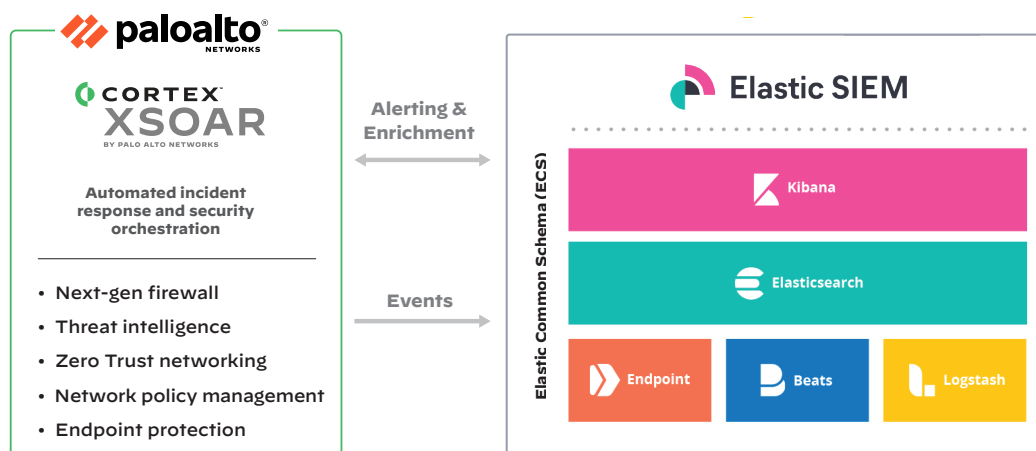 paloalto®
NETWORKS
CORTEX™
XSOAR
BY PALO ALTO NETWORKS
Automated incident
response and security
orchestration
• Next-gen firewall
• Threat intelligence
• Zero Trust networking
• Network policy management
• Endpoint protection
Alerting &
Enrichment
Events
Elastic SIEM
Elastic Common Schema (ECS)
Kibana
Elasticsearch
Endpoint
Beats
Logstash